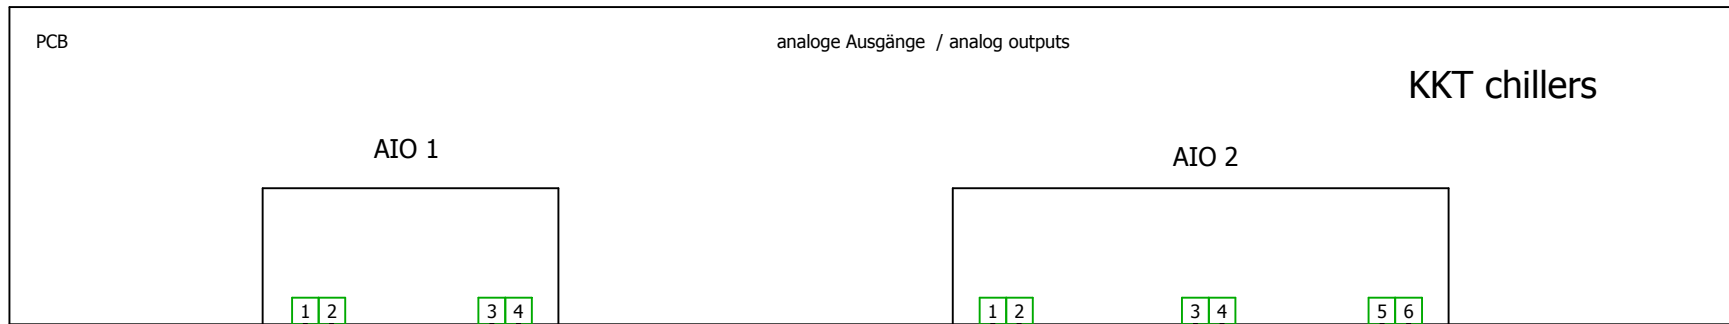 PCB
analoge Ausgänge / analog outputs
KKT chillers
AIO 1
AIO 2
1 2 3 4 1 2 3 4 5 6